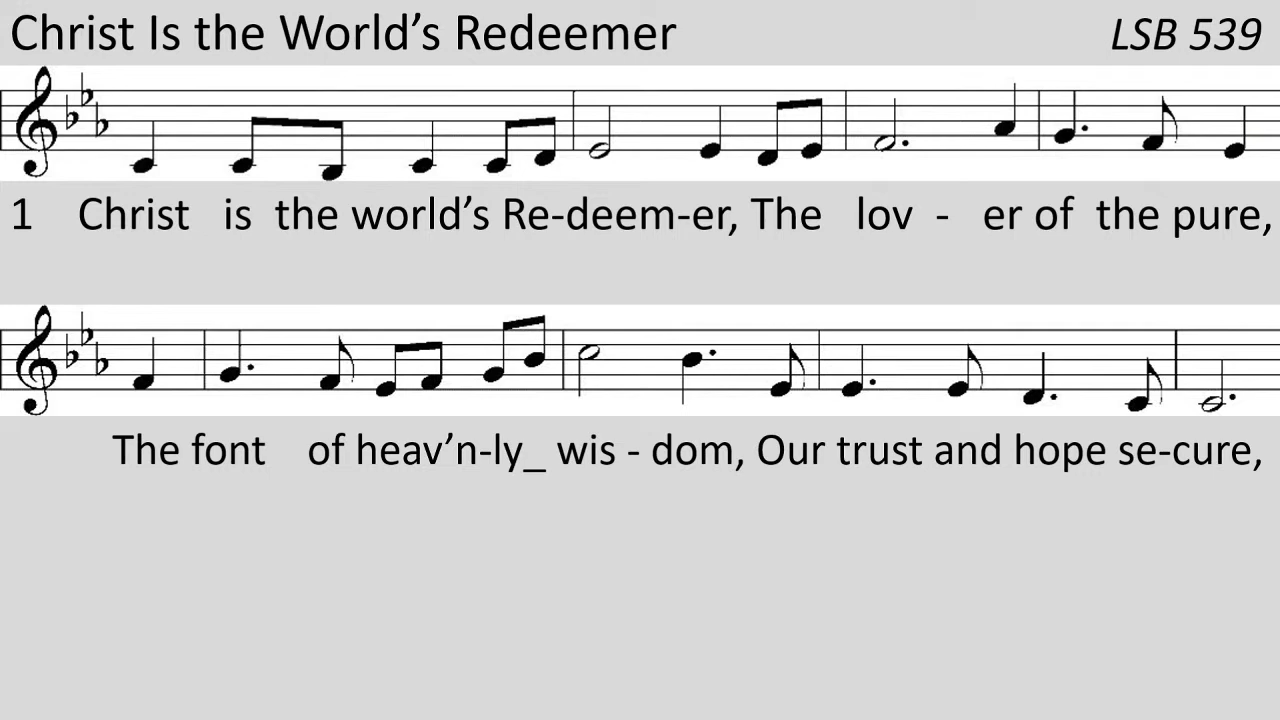 Christ Is the World's Redeemer LSB 539
1 Christ is the world's Re-deem-er, The lov - er of the pure,
The font of heav'n-ly_ wis - dom, Our trust and hope se-cure,